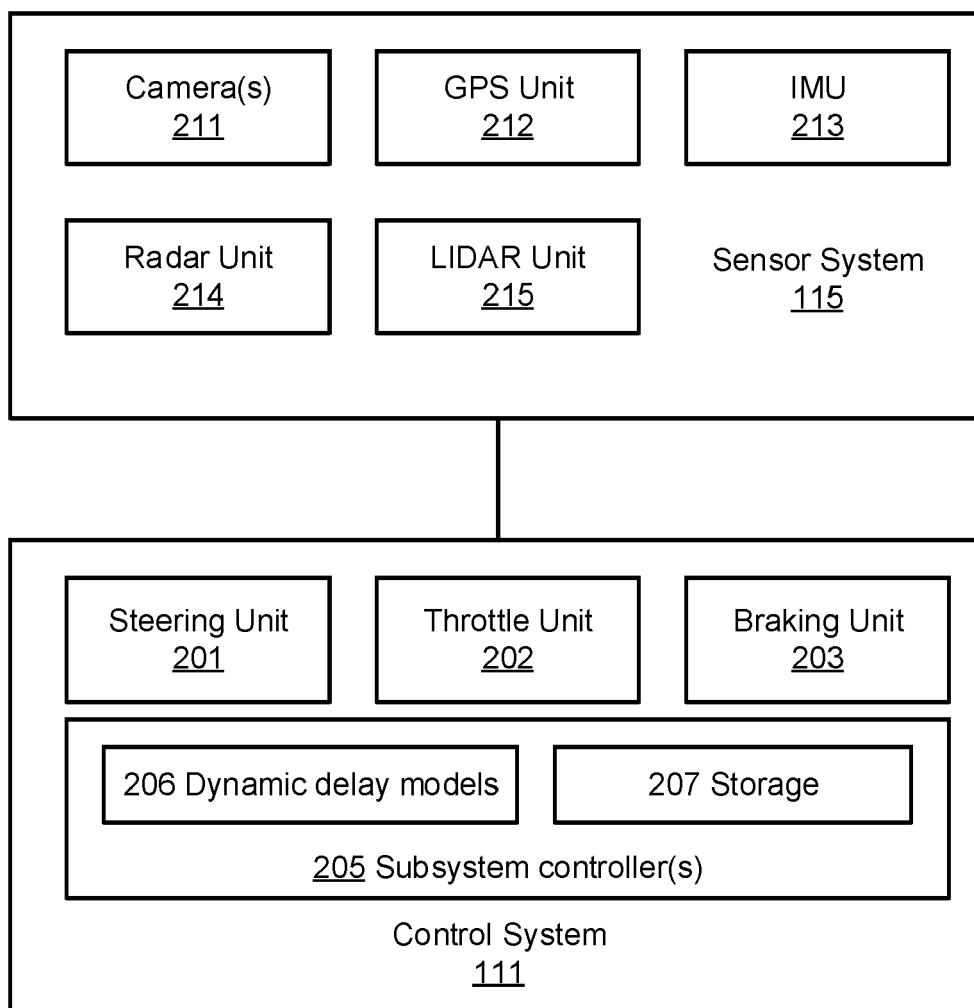 Camera(s)
211
GPS Unit
212
IMU
213
Radar Unit
214
LIDAR Unit
215
Sensor System
115
Steering Unit
201
Throttle Unit
202
Braking Unit
203
206 Dynamic delay models
207 Storage
205 Subsystem controller(s)
Control System
111